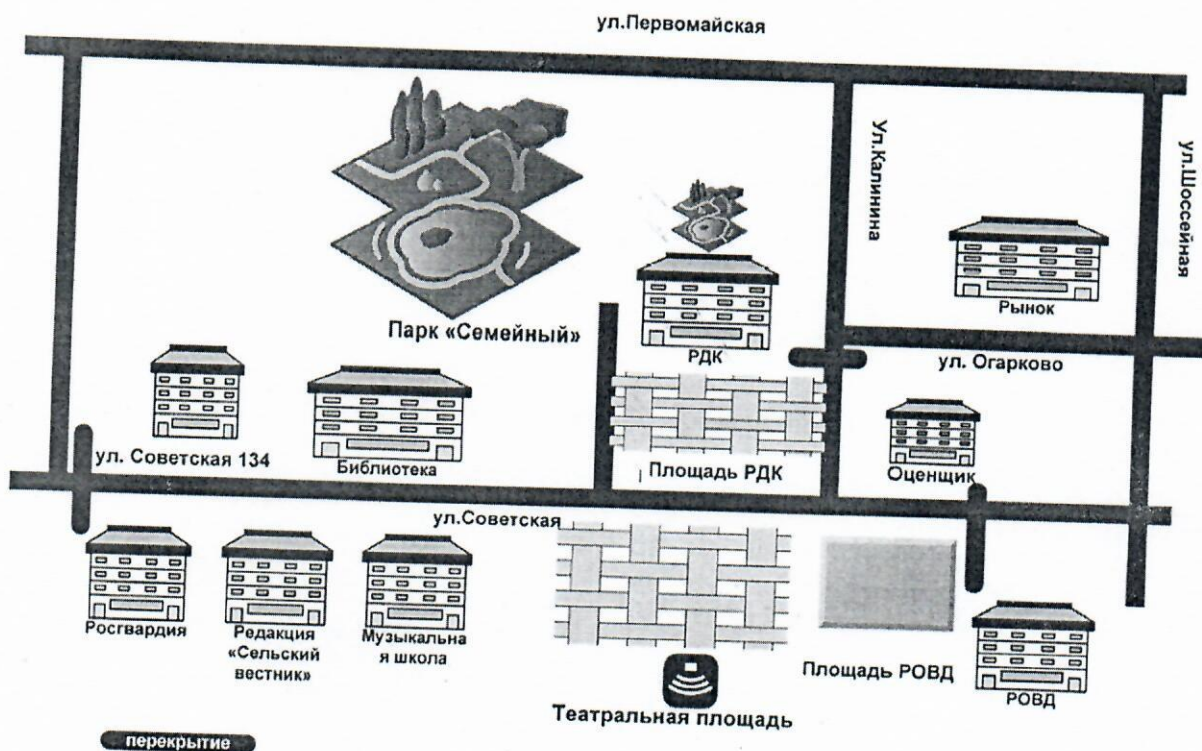 ул.Первомайская
Ул.Калинина
ул.Шоссейная
Рынок
Парк «Семейный»
РДК
ул. Огарково
ул. Советская 134
Библиотека
Площадь РДК
Оценщик
ул.Советская
Росгвардия
Редакция
«Сельский
вестник»
Музыкальна
я школа
Площадь РОВД
РОВД
Театральная площадь
перекрытие